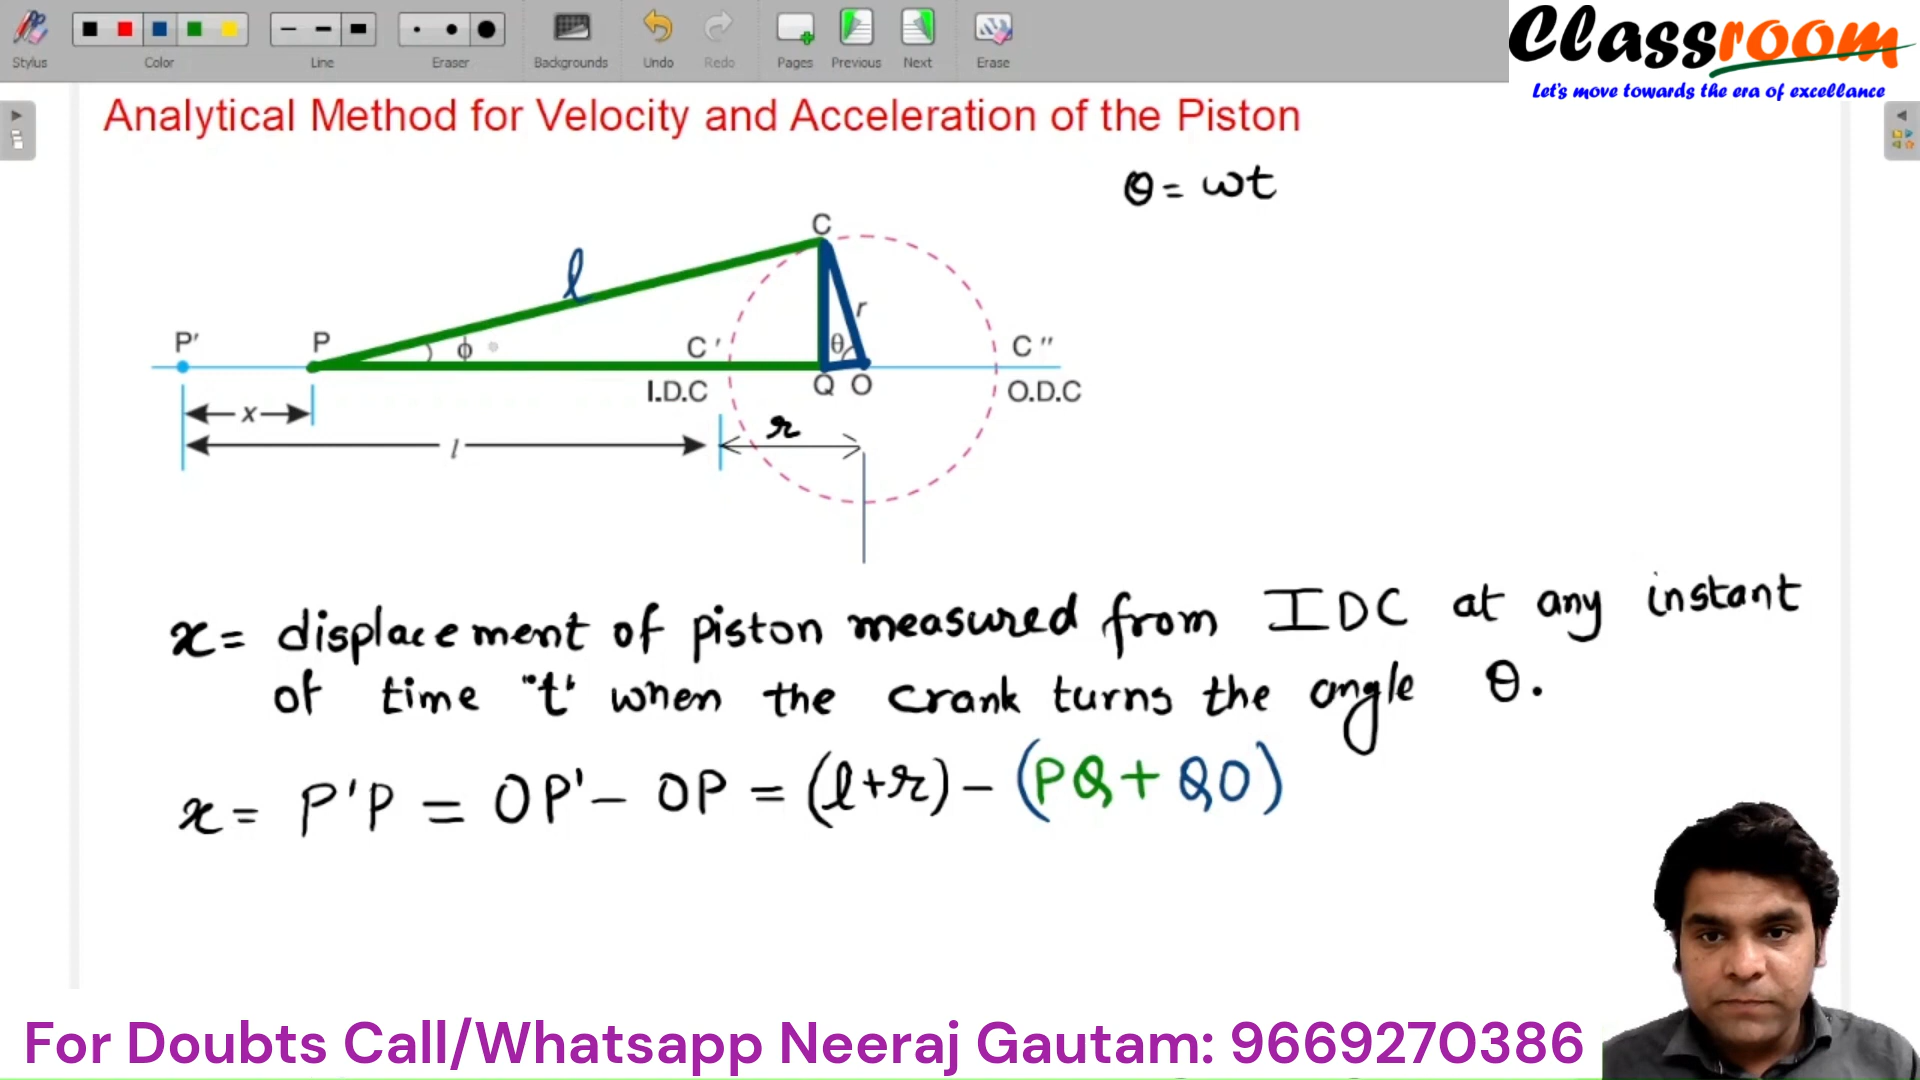 Stylus
Color
Line
Eraser
Backgrounds
Undo
Redo
Pages
Previous
Next
Erase
Classroom
Let's move towards the era of excellance
Analytical Method for Velocity and Acceleration of the Piston
θ = ωt
C
l
r
P'
P
ϕ
C'
θ
C"
I.D.C
Q
O
O.D.C
x
r
l
x = displacement of piston measured from IDC at any instant
of time "t' when the crank turns the angle θ.
x = P'P = OP' - OP = (l+r) - (PQ + QO)
For Doubts Call/Whatsapp Neeraj Gautam: 9669270386